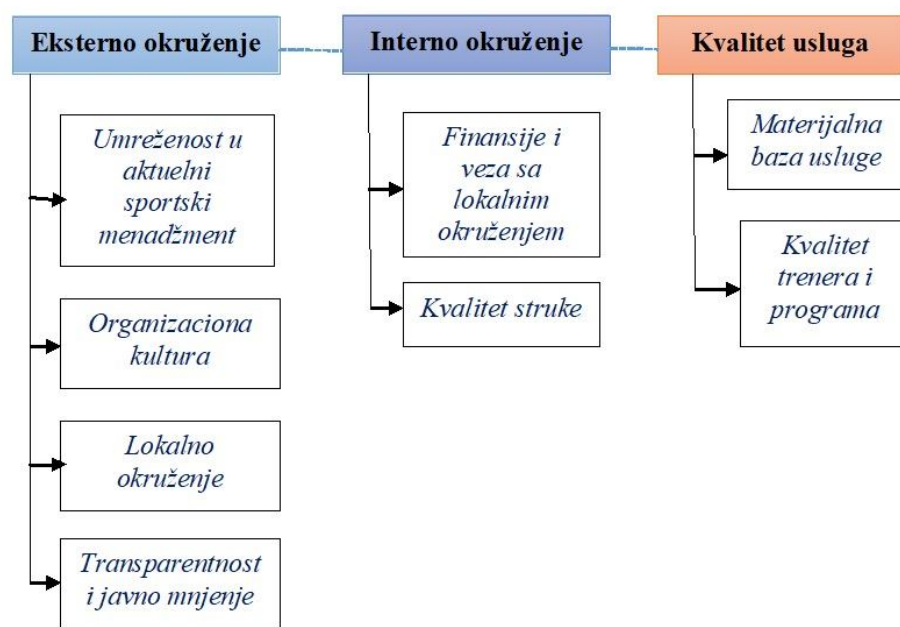 Eksterno okruženje
Umreženost u
aktuelni
sportski
menadžment
Organizaciona
kultura
Lokalno
okruženje
Transparentnost
i javno mnjenje
Interno okruženje
Finansije i
veza sa
lokalnim
okruženjem
Kvalitet struke
Kvalitet usluga
Materijalna
baza usluge
Kvalitet
trenera i
programa